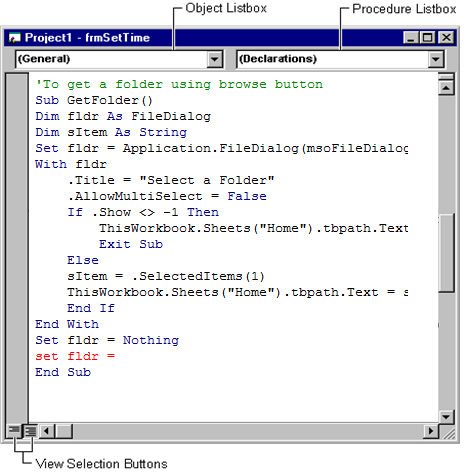 Object Listbox
Procedure Listbox
Project1 - frmSetTime
(General)
(Declarations)
'To get a folder using browse button
Sub GetFolder()
Dim fldr As FileDialog
Dim sItem As String
Set fldr = Application.FileDialog(msoFileDialog
With fldr
.Title = "Select a Folder"
.AllowMultiSelect = False
If .Show <> -1 Then
ThisWorkbook.Sheets("Home").tbpath.Text
Exit Sub
Else
sItem = .SelectedItems(1)
ThisWorkbook.Sheets("Home").tbpath.Text = s
End If
End With
Set fldr = Nothing
set fldr =
End Sub
View Selection Buttons